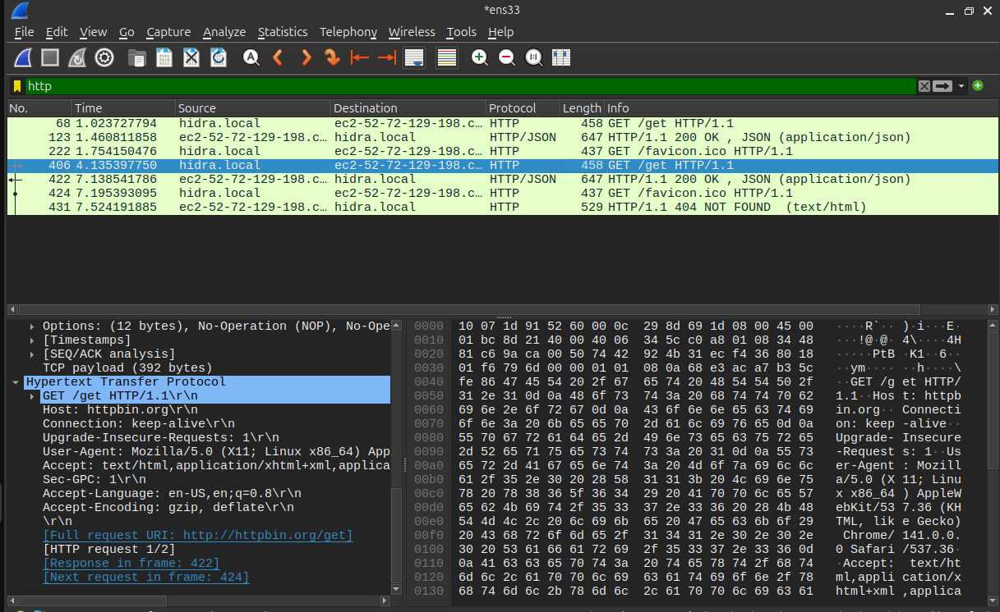 *ens33
File Edit View Go Capture Analyze Statistics Telephony Wireless Tools Help
http
No. Time Source Destination Protocol Length Info
68 1.023727794 hidra.local ec2-52-72-129-198.c… HTTP 458 GET /get HTTP/1.1
123 1.460811858 ec2-52-72-129-198.c… hidra.local HTTP/JSON 647 HTTP/1.1 200 OK , JSON (application/json)
222 1.754150476 hidra.local ec2-52-72-129-198.c… HTTP 437 GET /favicon.ico HTTP/1.1
406 4.135397750 hidra.local ec2-52-72-129-198.c… HTTP 458 GET /get HTTP/1.1
422 7.138541786 ec2-52-72-129-198.c… hidra.local HTTP/JSON 647 HTTP/1.1 200 OK , JSON (application/json)
424 7.195393095 hidra.local ec2-52-72-129-198.c… HTTP 437 GET /favicon.ico HTTP/1.1
431 7.524191885 ec2-52-72-129-198.c… hidra.local HTTP 529 HTTP/1.1 404 NOT FOUND (text/html)
Options: (12 bytes), No-Operation (NOP), No-Ope
[Timestamps]
[SEQ/ACK analysis]
TCP payload (392 bytes)
Hypertext Transfer Protocol
GET /get HTTP/1.1\r\n
Host: httpbin.org\r\n
Connection: keep-alive\r\n
Upgrade-Insecure-Requests: 1\r\n
User-Agent: Mozilla/5.0 (X11; Linux x86_64) App
Accept: text/html,application/xhtml+xml,applica
Sec-GPC: 1\r\n
Accept-Language: en-US,en;q=0.8\r\n
Accept-Encoding: gzip, deflate\r\n
\r\n
[Full request URI: http://httpbin.org/get]
[HTTP request 1/2]
[Response in frame: 422]
[Next request in frame: 424]
0000 10 07 1d 91 52 60 00 0c 29 8d 69 1d 08 00 45 00 ····R`·· )·i···E·
0010 01 bc 8d 21 40 00 40 06 34 5c c0 a8 01 08 34 48 ···!@·@· 4\····4H
0020 81 c6 9a ca 00 50 74 42 92 4b 31 ec f4 36 80 18 ·····PtB ·K1··6··
0030 01 f6 79 6d 00 00 01 01 08 0a 68 e3 ac a7 b3 5c ··ym···· ··h····\
0040 fe 86 47 45 54 20 2f 67 65 74 20 48 54 54 50 2f ··GET /g et HTTP/
0050 31 2e 31 0d 0a 48 6f 73 74 3a 20 68 74 74 70 62 1.1··Hos t: httpb
0060 69 6e 2e 6f 72 67 0d 0a 43 6f 6e 6e 65 63 74 69 in.org·· Connecti
0070 6f 6e 3a 20 6b 65 65 70 2d 61 6c 69 76 65 0d 0a on: keep -alive··
0080 55 70 67 72 61 64 65 2d 49 6e 73 65 63 75 72 65 Upgrade- Insecure
0090 2d 52 65 71 75 65 73 74 73 3a 20 31 0d 0a 55 73 -Request s: 1··Us
00a0 65 72 2d 41 67 65 6e 74 3a 20 4d 6f 7a 69 6c 6c er-Agent : Mozill
00b0 61 2f 35 2e 30 20 28 58 31 31 3b 20 4c 69 6e 75 a/5.0 (X 11; Linu
00c0 78 20 78 38 36 5f 36 34 29 20 41 70 70 6c 65 57 x x86_64 ) AppleW
00d0 65 62 4b 69 74 2f 35 33 37 2e 33 36 20 28 4b 48 ebKit/53 7.36 (KH
00e0 54 4d 4c 2c 20 6c 69 6b 65 20 47 65 63 6b 6f 29 TML, lik e Gecko)
00f0 20 43 68 72 6f 6d 65 2f 31 34 31 2e 30 2e 30 2e Chrome/ 141.0.0.
0100 30 20 53 61 66 61 72 69 2f 35 33 37 2e 33 36 0d 0 Safari /537.36·
0110 0a 41 63 63 65 70 74 3a 20 74 65 78 74 2f 68 74 ·Accept: text/ht
0120 6d 6c 2c 61 70 70 6c 69 63 61 74 69 6f 6e 2f 78 ml,appli cation/x
0130 68 74 6d 6c 2b 78 6d 6c 2c 61 70 70 6c 69 63 61 html+xml ,applica